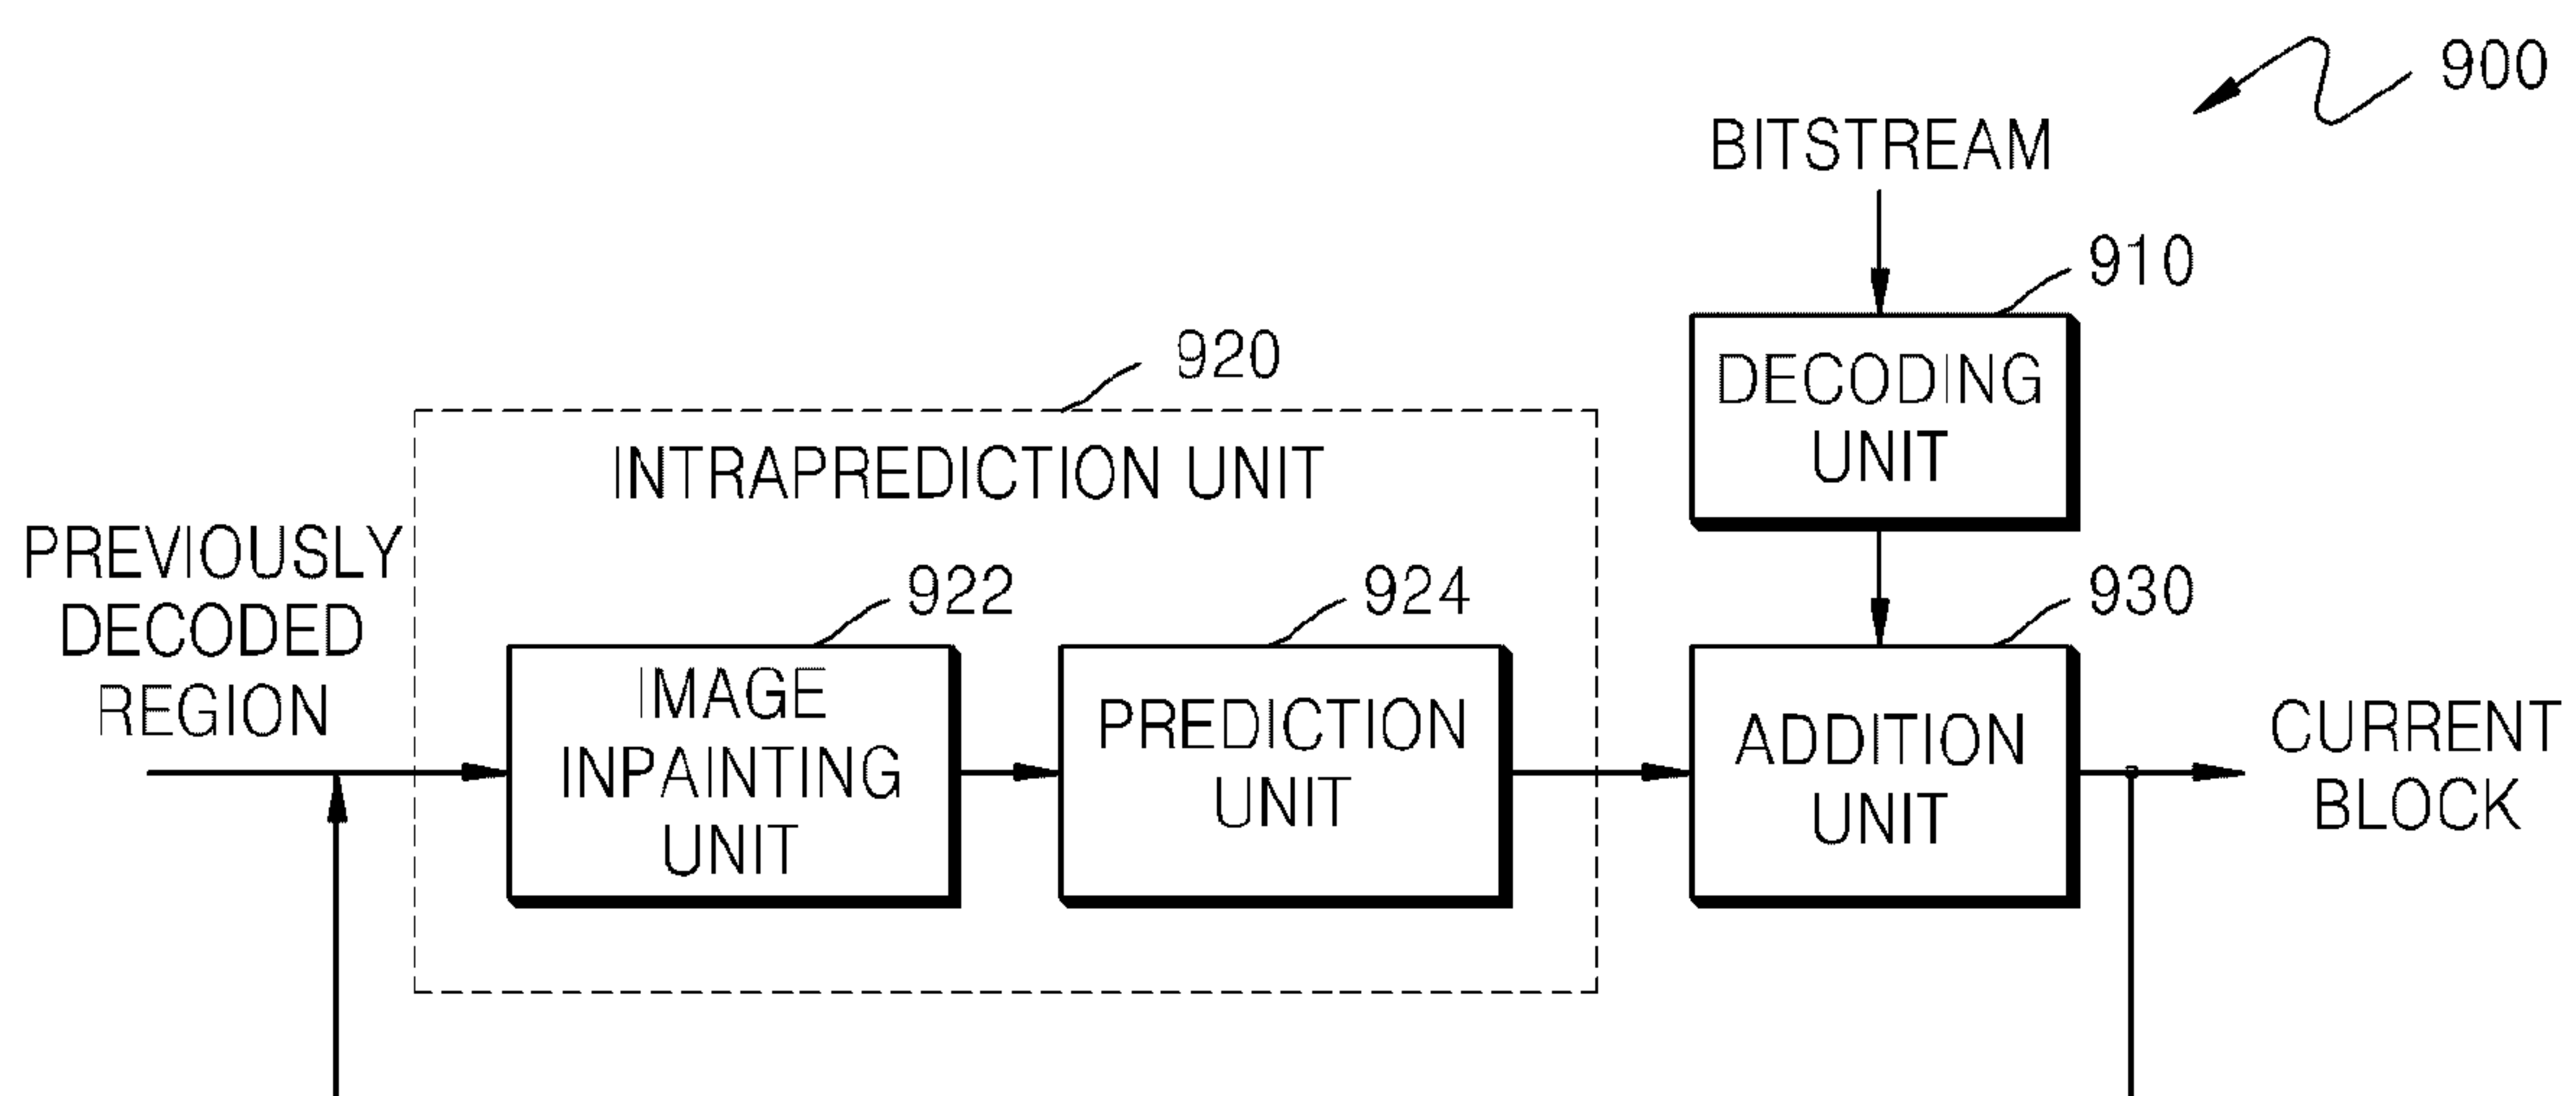 900
BITSTREAM
910
DECODING
UNIT
920
INTRAPREDICTION UNIT
PREVIOUSLY
DECODED
REGION
922
IMAGE
INPAINTING
UNIT
924
PREDICTION
UNIT
930
ADDITION
UNIT
CURRENT
BLOCK